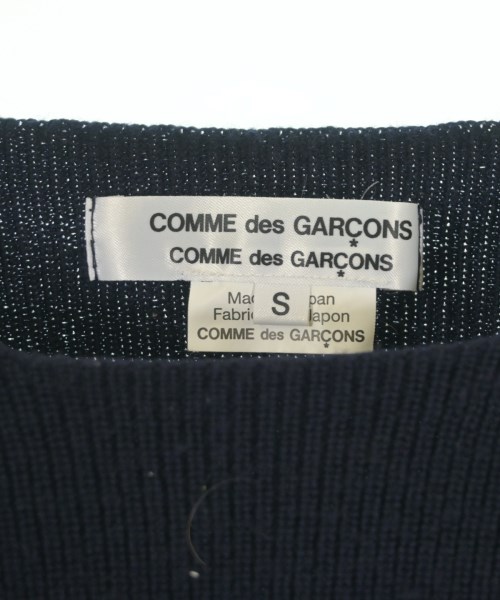 COMME des GARÇONS
COMME des GARÇONS
S
Mad pan
Fabri Japon
COMME des GARÇONS